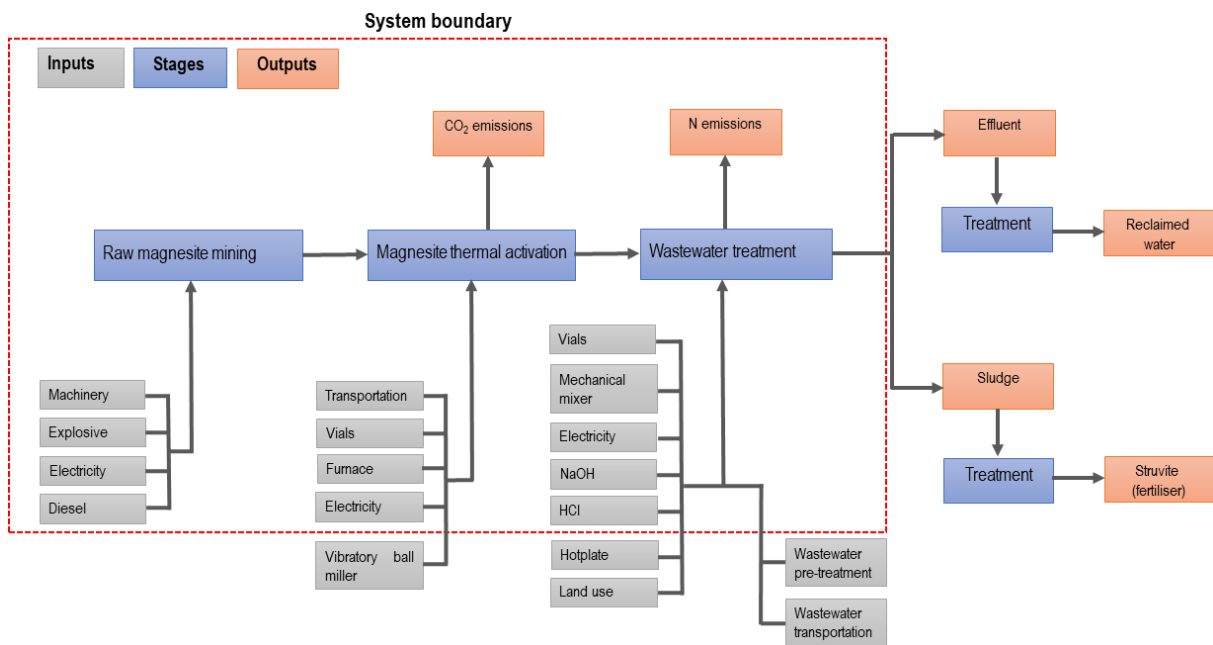 System boundary
Inputs
Stages
Outputs
CO₂ emissions
N emissions
Effluent
Treatment
Reclaimed
water
Raw magnesite mining
Magnesite thermal activation
Wastewater treatment
Machinery
Explosive
Electricity
Diesel
Transportation
Vials
Furnace
Electricity
Vibratory ball
miller
Vials
Mechanical
mixer
Electricity
NaOH
HCl
Hotplate
Land use
Wastewater
pre-treatment
Wastewater
transportation
Sludge
Treatment
Struvite
(fertiliser)